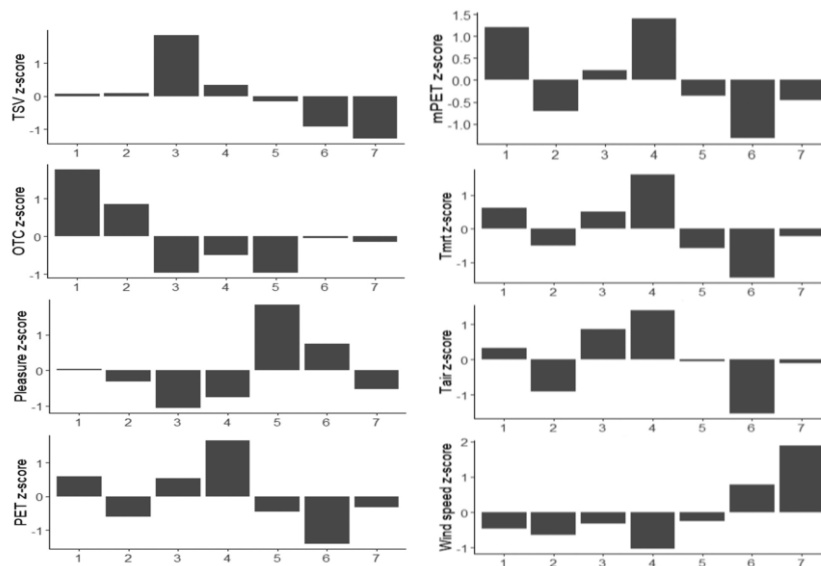 TSV z-score
1
0
-1
1 2 3 4 5 6 7
OTC z-score
1
0
-1
1 2 3 4 5 6 7
Pleasure z-score
1
0
-1
1 2 3 4 5 6 7
PET z-score
1
0
-1
1 2 3 4 5 6 7
mPET z-score
1.5
1.0
0.5
0.0
-0.5
-1.0
1 2 3 4 5 6 7
Tmrt z-score
1
0
-1
1 2 3 4 5 6 7
Tair z-score
1
0
-1
1 2 3 4 5 6 7
Wind speed z-score
2
1
0
-1
1 2 3 4 5 6 7